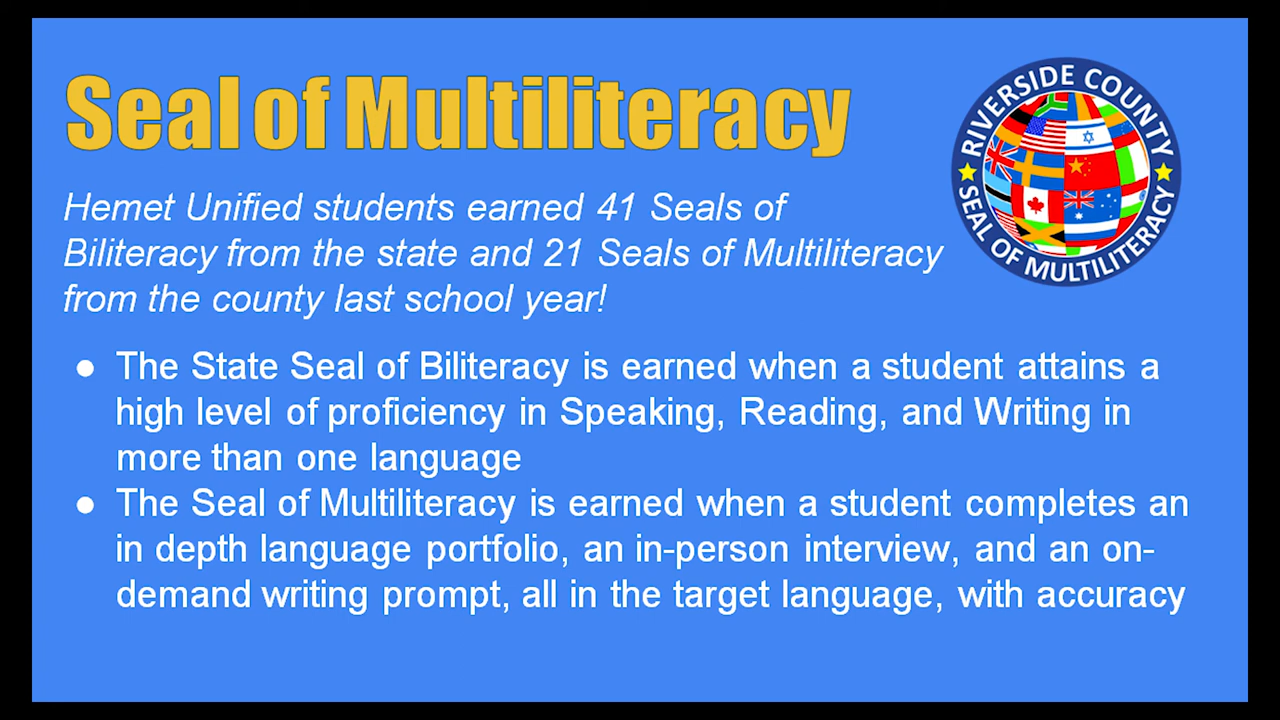 Seal of Multiliteracy
RIVERSIDE COUNTY
SEAL OF MULTILITERACY
Hemet Unified students earned 41 Seals of
Biliteracy from the state and 21 Seals of Multiliteracy
from the county last school year!
● The State Seal of Biliteracy is earned when a student attains a
high level of proficiency in Speaking, Reading, and Writing in
more than one language
● The Seal of Multiliteracy is earned when a student completes an
in depth language portfolio, an in-person interview, and an on-
demand writing prompt, all in the target language, with accuracy